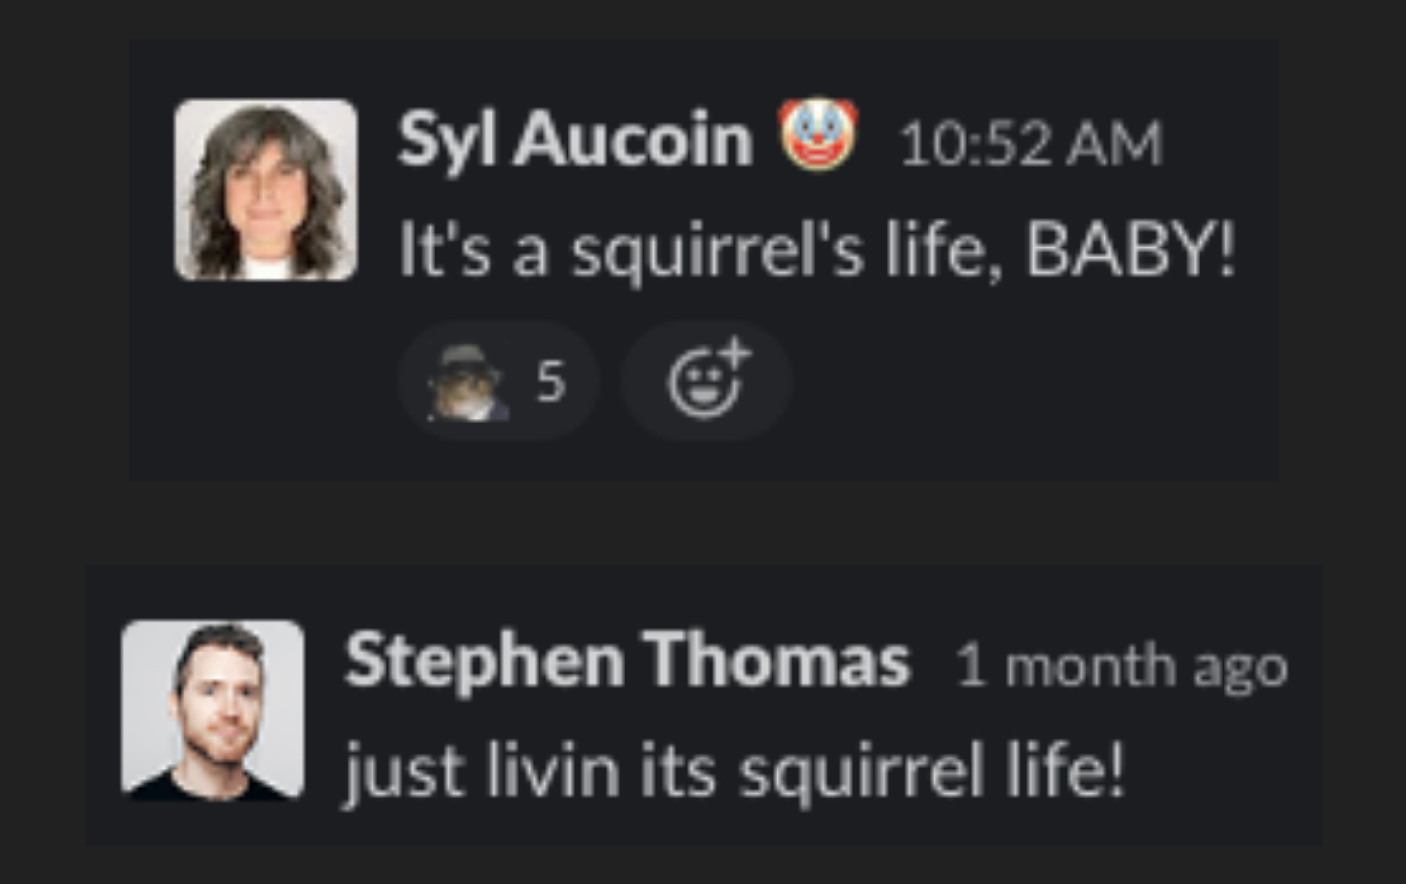 Syl Aucoin 🤡 10:52 AM
It's a squirrel's life, BABY!
5
Stephen Thomas 1 month ago
just livin its squirrel life!